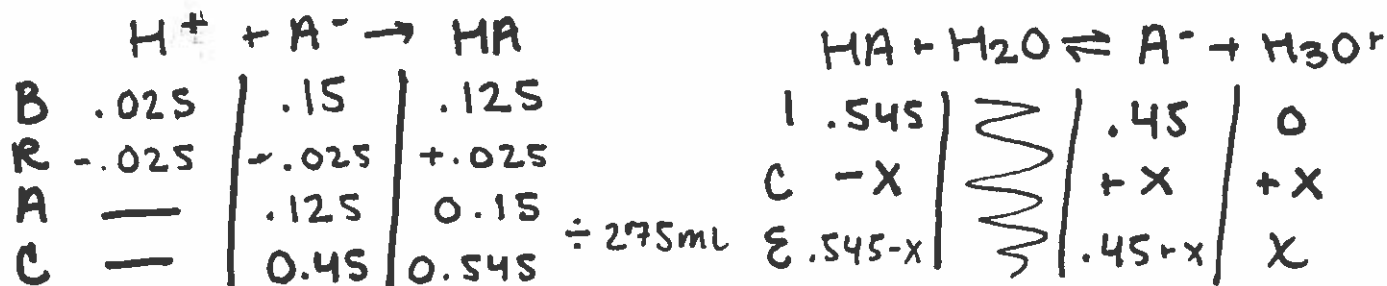 H⁺ + A⁻ → HA
B .025 | .15 | .125
R -.025 | -.025 | +.025
A — | .125 | 0.15
C — | 0.45 | 0.545
÷ 275mL
HA + H₂O ⇌ A⁻ + H₃O⁺
I .545 | | .45 | 0
C -X | | +X | +X
E .545-x | | .45+x | X